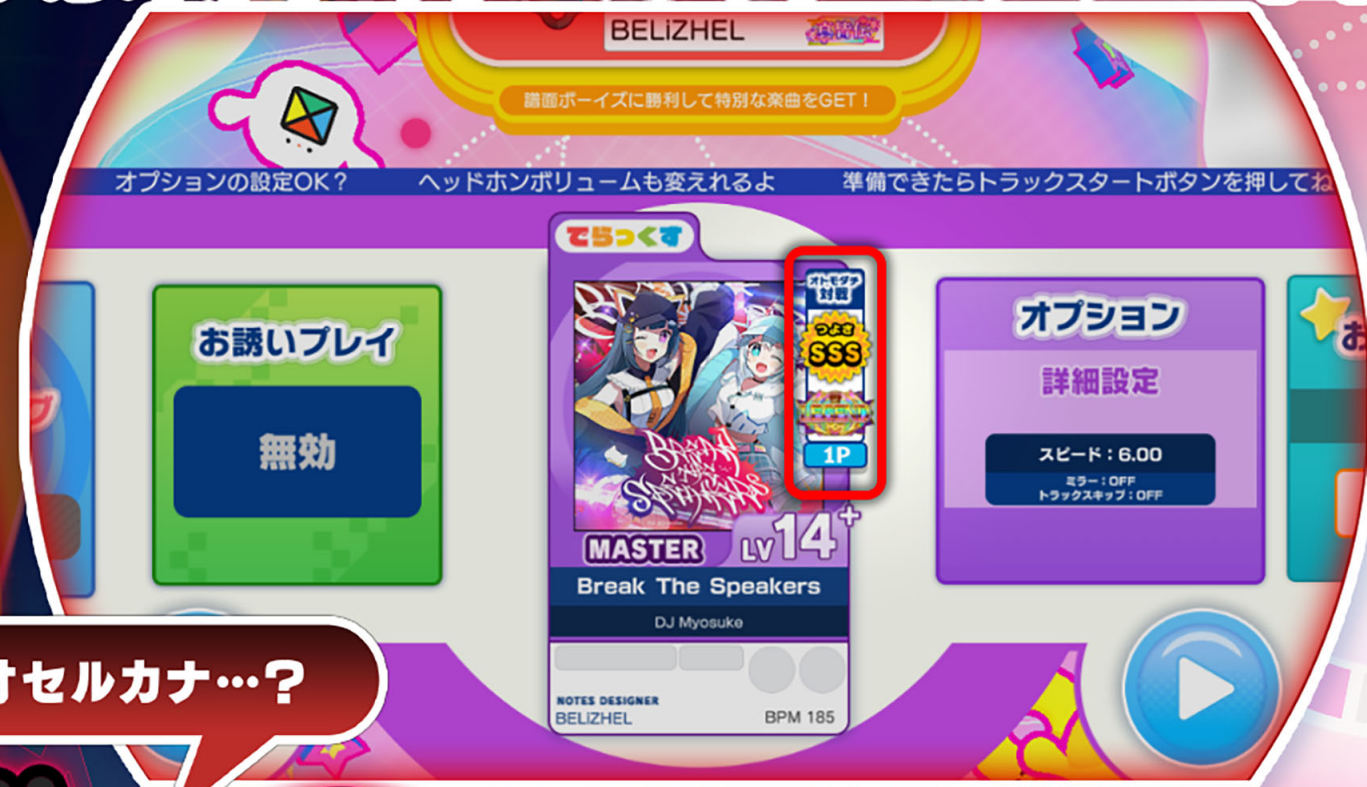 BELiZHEL
譜面ボーイズに勝利して特別な楽曲をGET！
オプションの設定OK？ ヘッドホンボリュームも変えれるよ 準備できたらトラックスタートボタンを押してね
でらっくす
オトモダチ
対戦
つよさ
SSS
1P
お誘いプレイ
無効
BREAK
THE
SPEAKERS
MASTER LV 14+
Break The Speakers
DJ Myosuke
NOTES DESIGNER
BELiZHEL
BPM 185
オプション
詳細設定
スピード：6.00
ミラー：OFF
トラックスキップ：OFF
お
オセルカナ…？